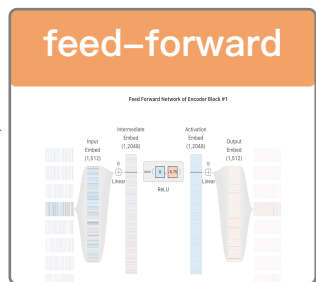 feed-forward
Feed Forward Network of Encoder Block #1
Input
Embed
(1,512)
Intermediate
Embed
(1,2048)
Activation
Embed
(1,2048)
Output
Embed
(1,512)
Linear
ReLU
Linear